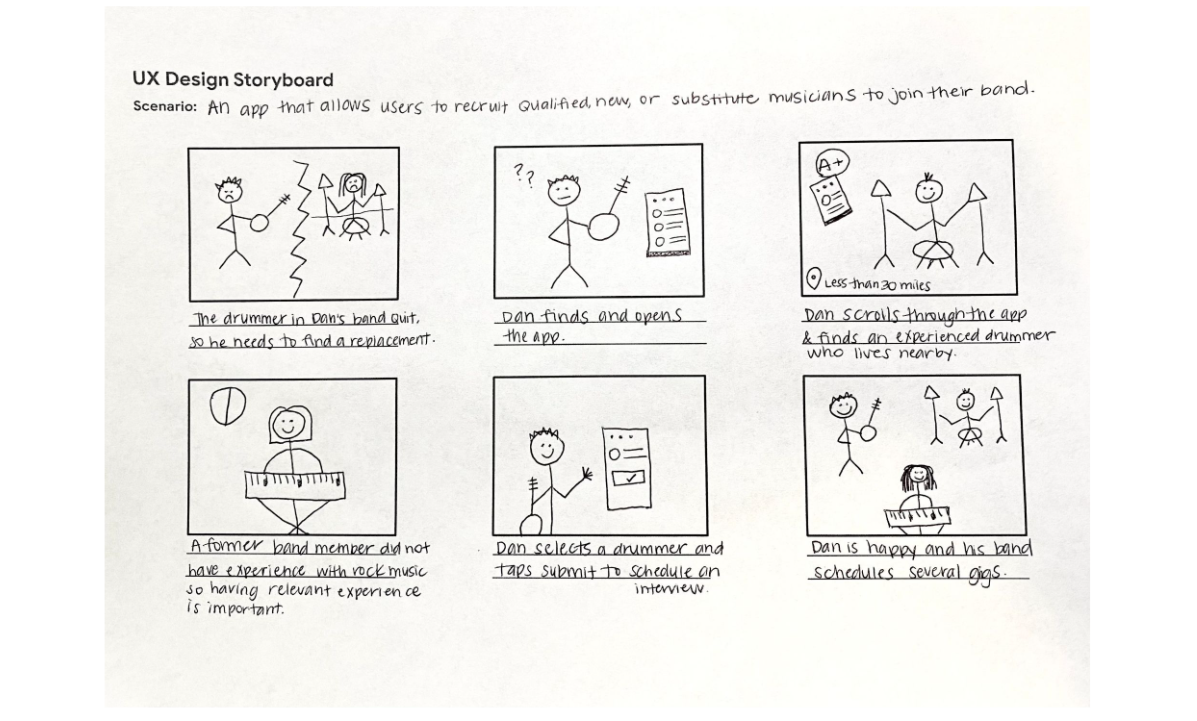 UX Design Storyboard
Scenario: An app that allows users to recruit qualified, new, or substitute musicians to join their band.
??
A+
Less than 30 miles
The drummer in Dan's band quit,
so he needs to find a replacement.
Dan finds and opens
the app.
Dan scrolls through the app
& finds an experienced drummer
who lives nearby.
A former band member did not
have experience with rock music
so having relevant experience
is important.
Dan selects a drummer and
taps submit to schedule an
interview.
Dan is happy and his band
schedules several gigs.